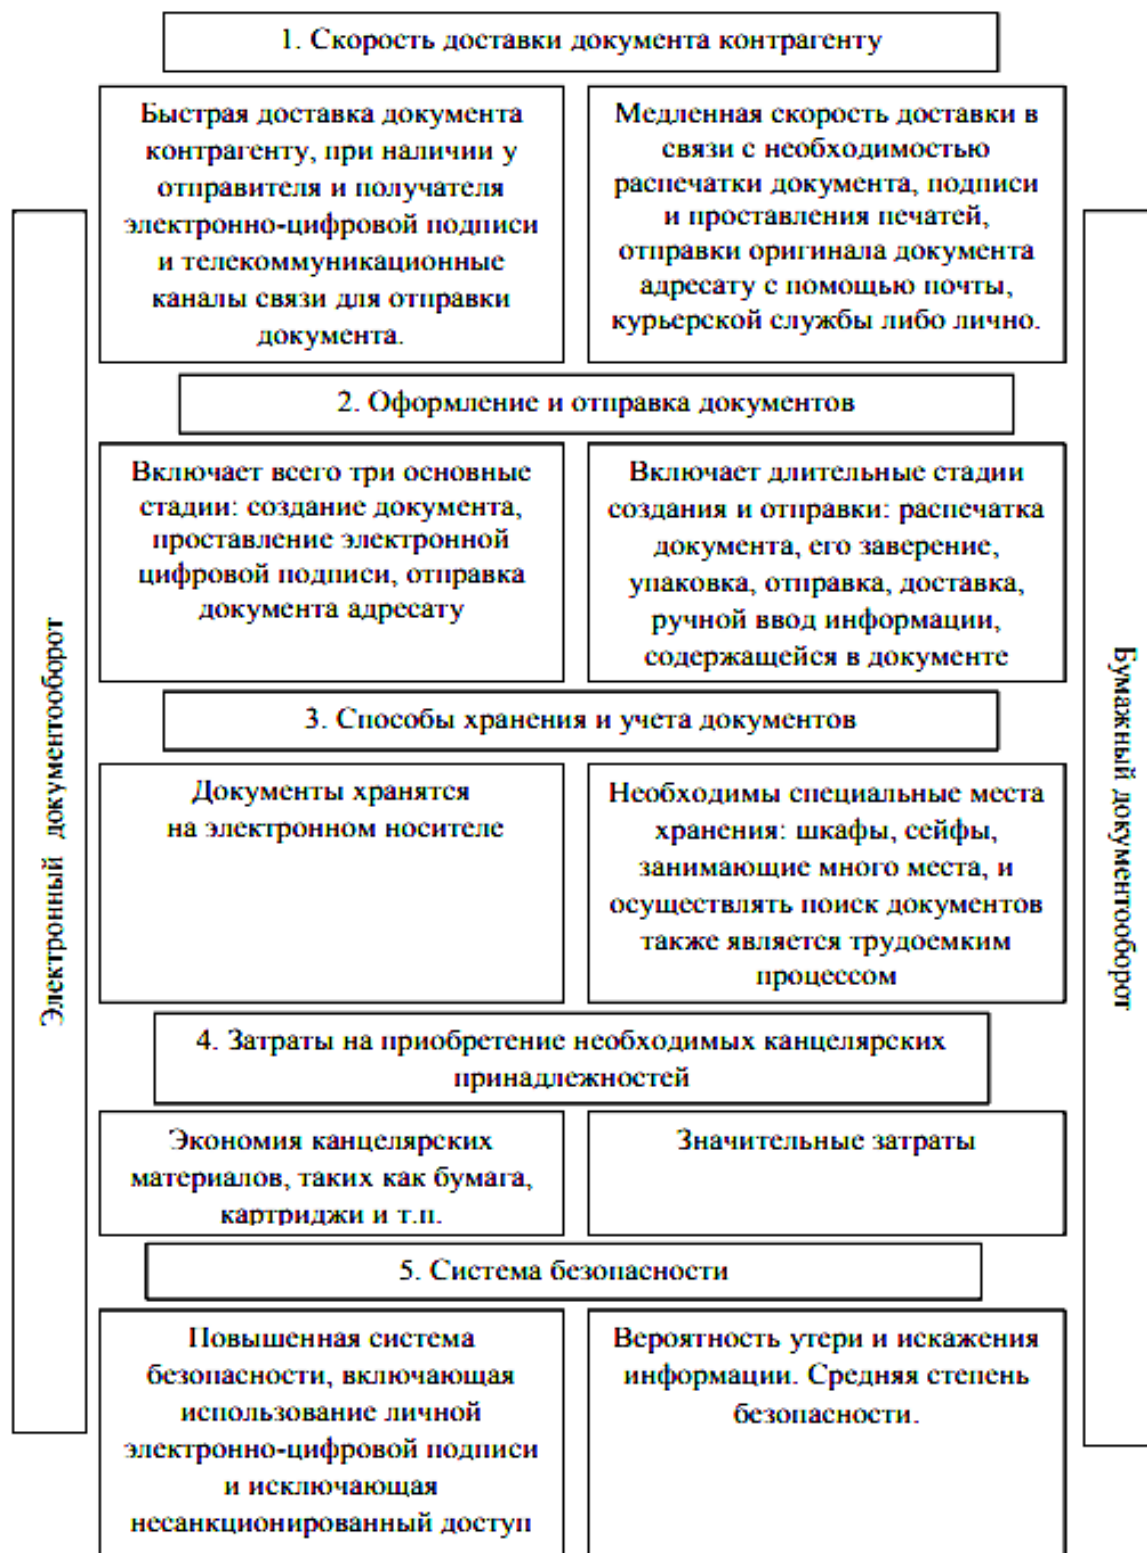 1. Скорость доставки документа контрагенту
Быстрая доставка документа
контрагенту, при наличии у
отправителя и получателя
электронно-цифровой подписи
и телекоммуникационные
каналы связи для отправки
документа.
Медленная скорость доставки в
связи с необходимостью
распечатки документа, подписи
и проставления печатей,
отправки оригинала документа
адресату с помощью почты,
курьерской службы либо лично.
2. Оформление и отправка документов
Включает всего три основные
стадии: создание документа,
проставление электронной
цифровой подписи, отправка
документа адресату
Включает длительные стадии
создания и отправки: распечатка
документа, его заверение,
упаковка, отправка, доставка,
ручной ввод информации,
содержащейся в документе
3. Способы хранения и учета документов
Документы хранятся
на электронном носителе
Необходимы специальные места
хранения: шкафы, сейфы,
занимающие много места, и
осуществлять поиск документов
также является трудоемким
процессом
4. Затраты на приобретение необходимых канцелярских
принадлежностей
Экономия канцелярских
материалов, таких как бумага,
картриджи и т.п.
Значительные затраты
5. Система безопасности
Повышенная система
безопасности, включающая
использование личной
электронно-цифровой подписи
и исключающая
несанкционированный доступ
Вероятность утери и искажения
информации. Средняя степень
безопасности.
Электронный документооборот
Бумажный документооборот